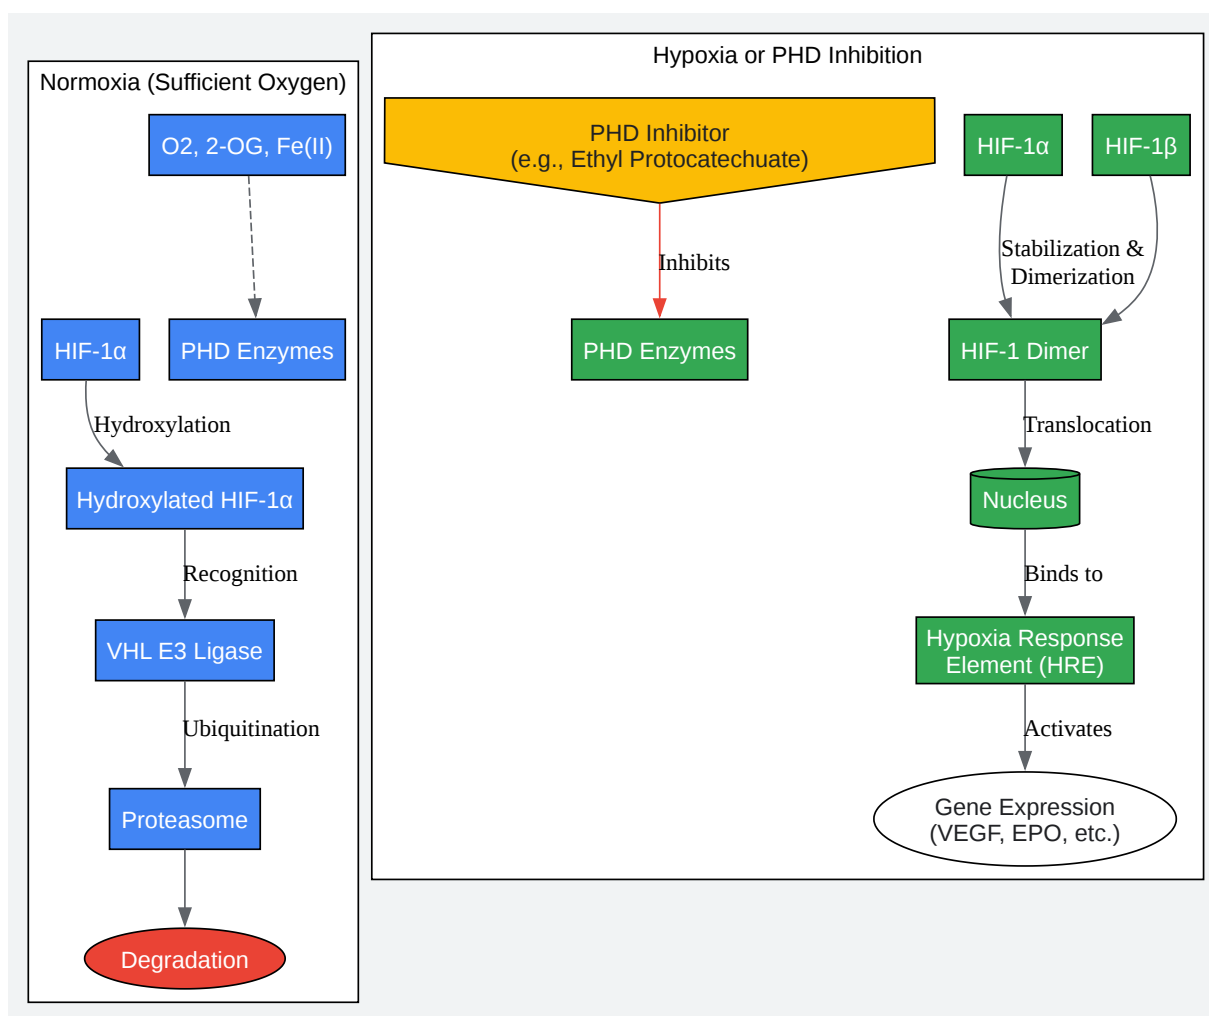 Normoxia (Sufficient Oxygen)
O2, 2-OG, Fe(II)
HIF-1α
PHD Enzymes
Hydroxylation
Hydroxylated HIF-1α
Recognition
VHL E3 Ligase
Ubiquitination
Proteasome
Degradation
Hypoxia or PHD Inhibition
PHD Inhibitor
(e.g., Ethyl Protocatechuate)
Inhibits
PHD Enzymes
HIF-1α
HIF-1β
Stabilization &
Dimerization
HIF-1 Dimer
Translocation
Nucleus
Binds to
Hypoxia Response
Element (HRE)
Activates
Gene Expression
(VEGF, EPO, etc.)